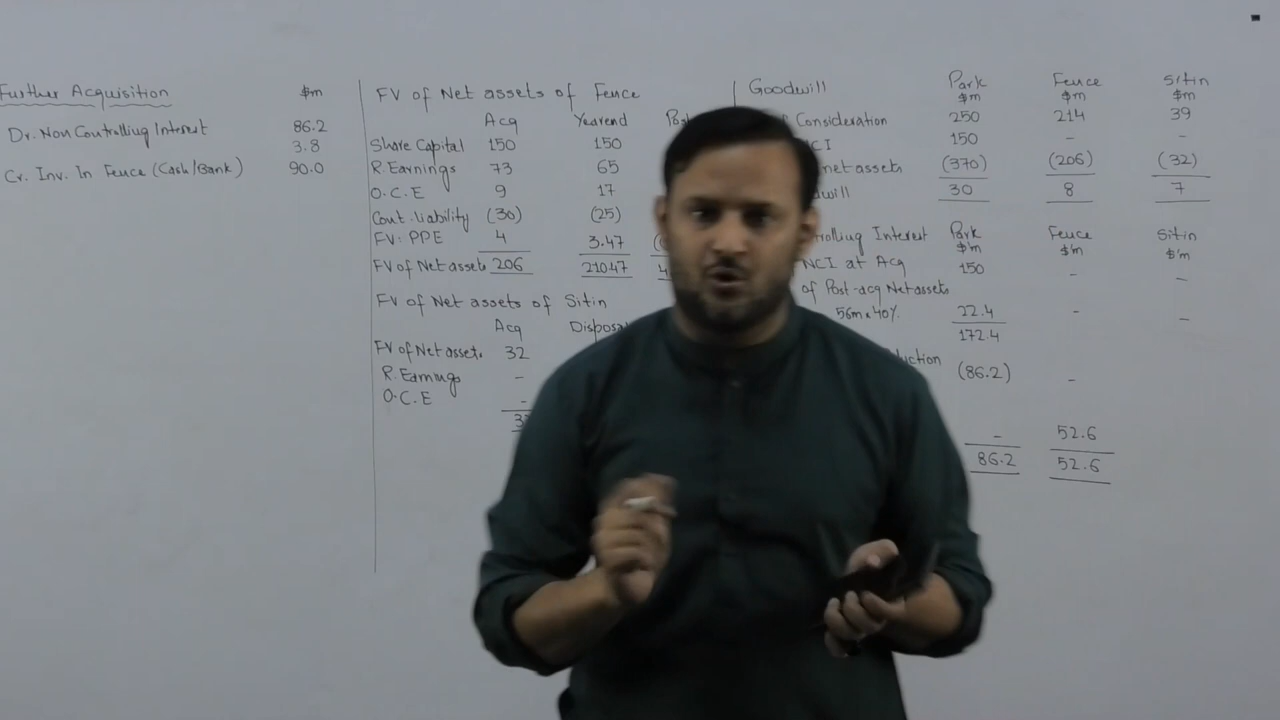 Further Acquisition $m
Dr. Non Controlling Interest 86.2
3.8
Cr. Inv. In Fence (Cash/Bank) 90.0
FV of Net assets of Fence
Acq Yearend
Share Capital 150 150
R. Earnings 73 65
O.C.E 9 17
Cont. liability (30) (25)
FV: PPE 4 3.47
FV of Net assets 206 210.47
FV of Net assets of Sitin
Acq
FV of Net assets 32
R. Earnings -
O.C.E -
Goodwill Park Fence Sitin
$m $m $m
Consideration 250 214 39
150 - -
net assets (370) (206) (32)
30 8 7
Interest Park Fence Sitin
$m $m $m
NCI at Acq 150 - -
of Post-acq Net assets
56m x 40% 22.4 - -
172.4
(86.2) -
- 52.6
86.2 52.6